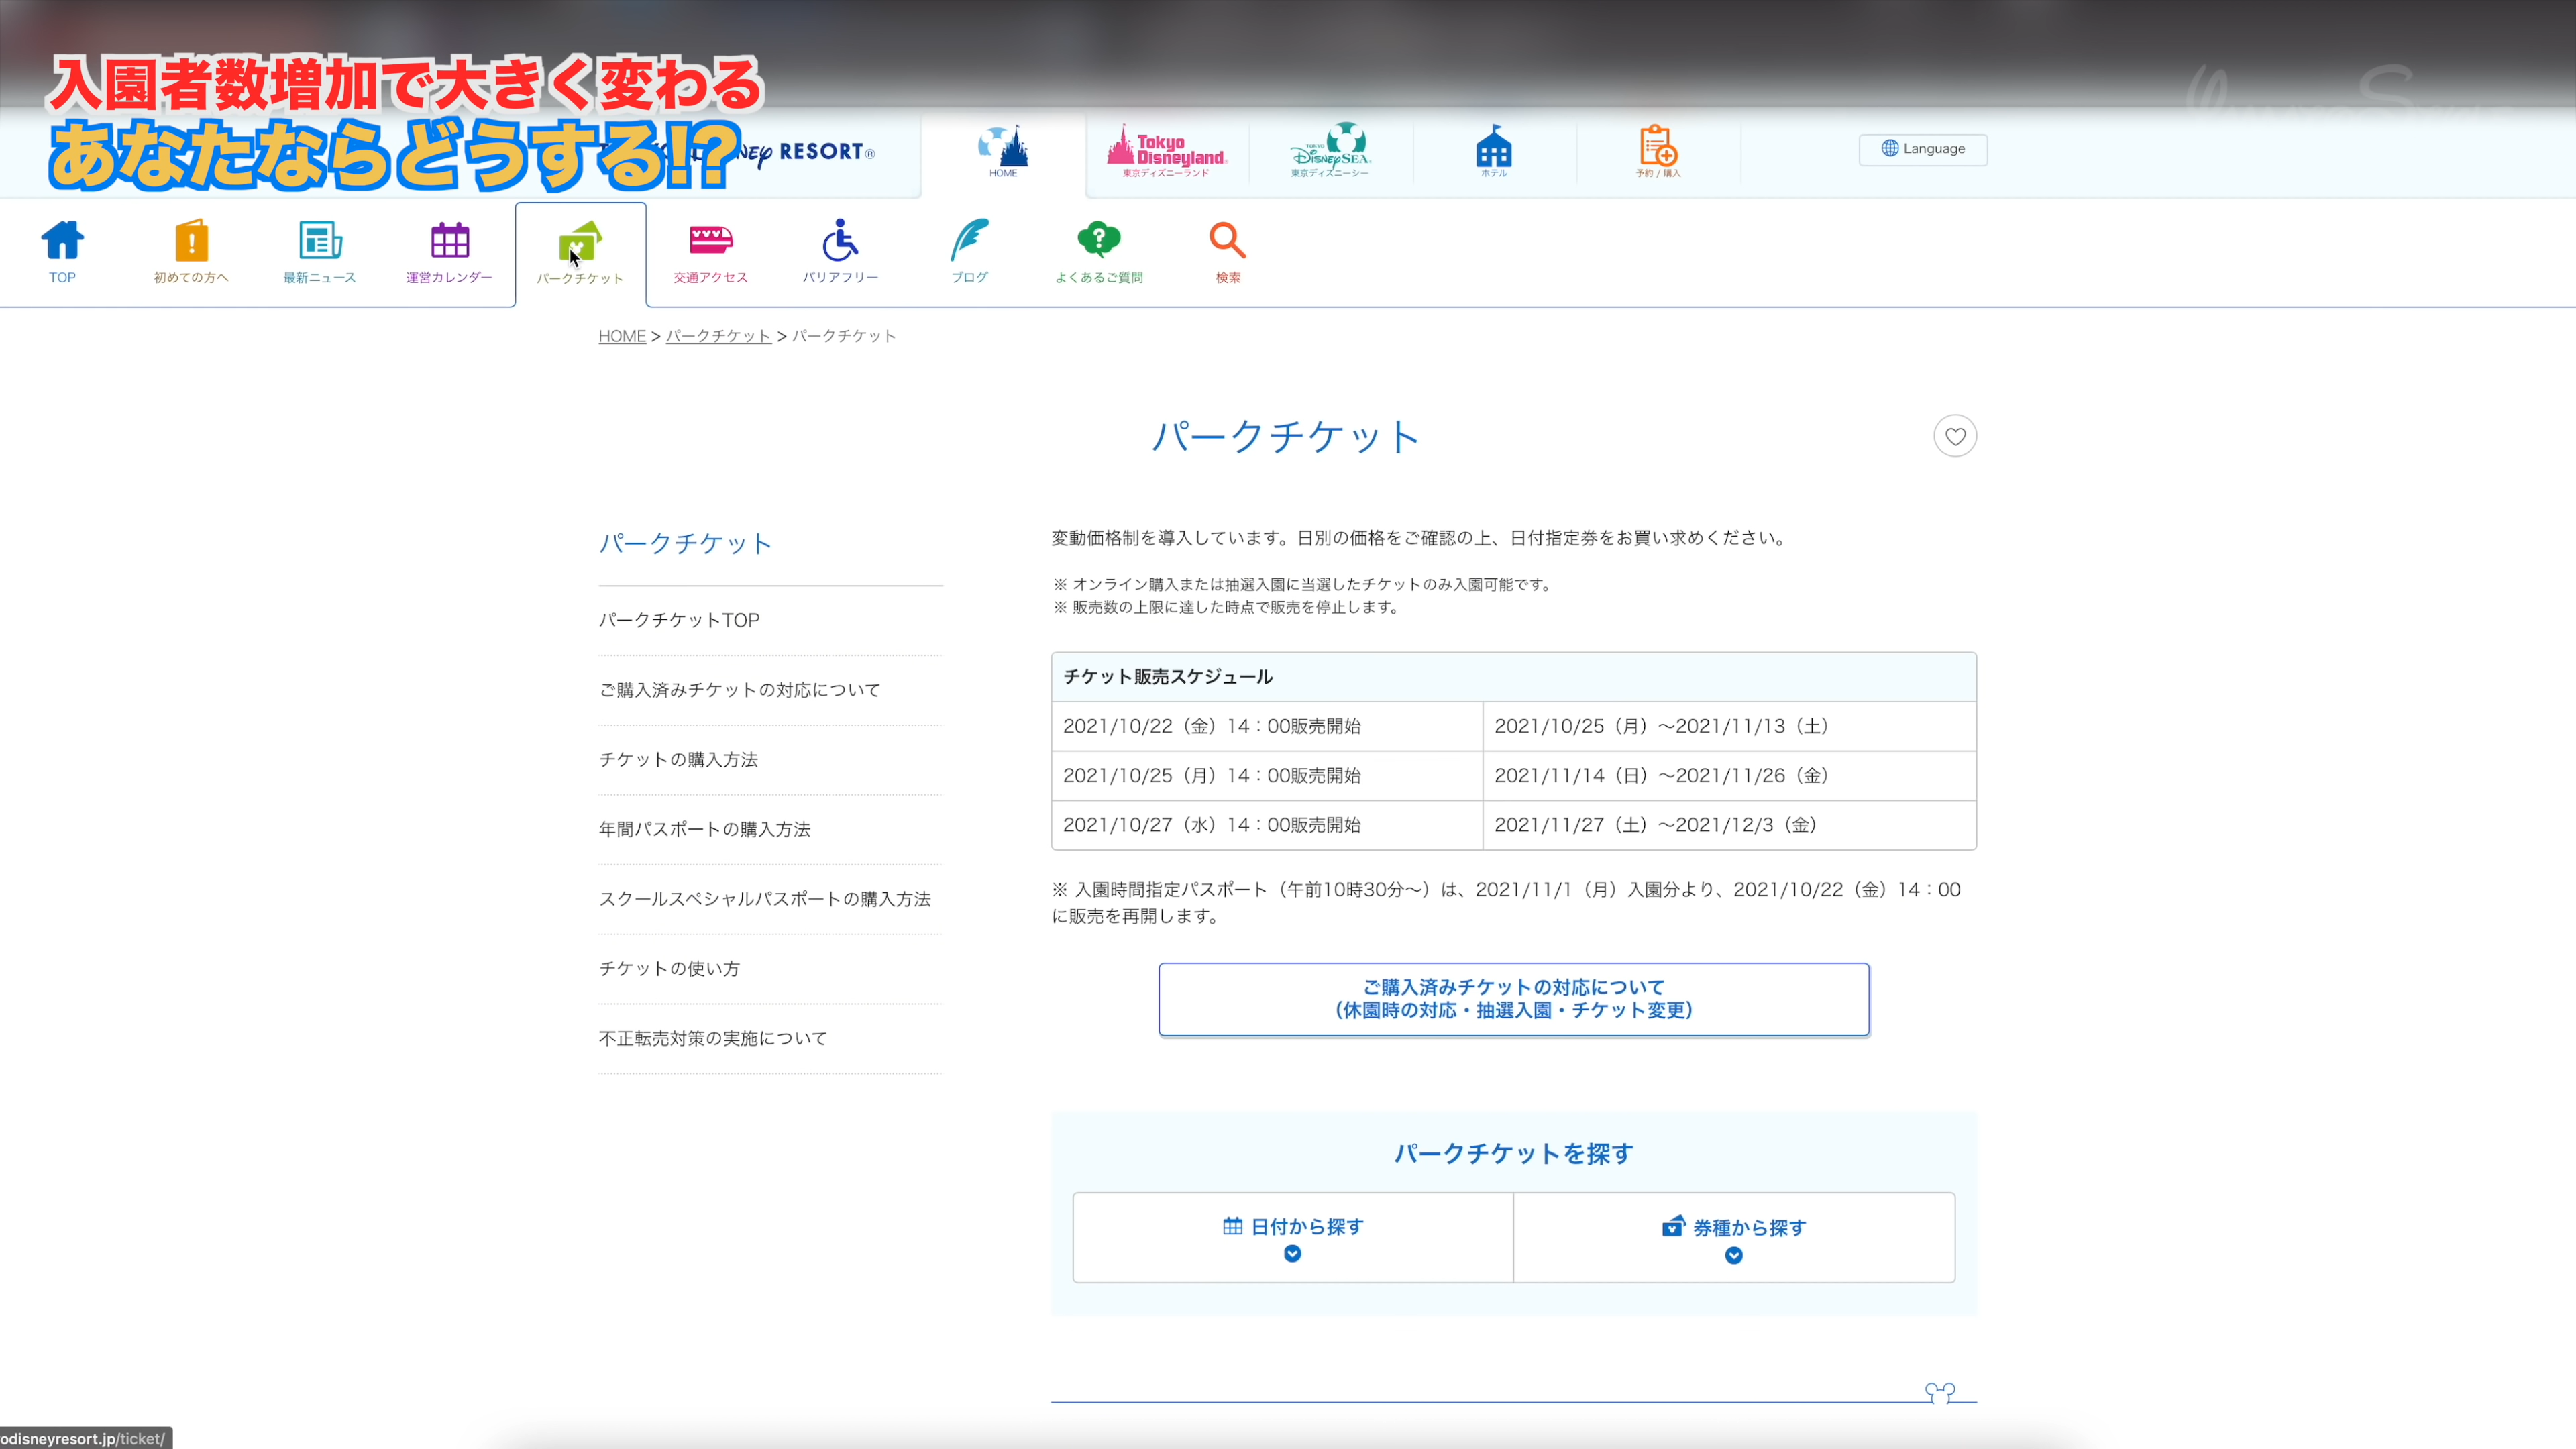 入園者数増加で大きく変わる
あなたならどうする!?
NEY RESORT®
HOME
Tokyo Disneyland
東京ディズニーランド
TOKYO DISNEYSEA
東京ディズニーシー
ホテル
予約 / 購入
Language
TOP
初めての方へ
最新ニュース
運営カレンダー
パークチケット
交通アクセス
バリアフリー
ブログ
よくあるご質問
検索
HOME > パークチケット > パークチケット
パークチケット
パークチケット
パークチケットTOP
ご購入済みチケットの対応について
チケットの購入方法
年間パスポートの購入方法
スクールスペシャルパスポートの購入方法
チケットの使い方
不正転売対策の実施について
変動価格制を導入しています。日別の価格をご確認の上、日付指定券をお買い求めください。
※ オンライン購入または抽選入園に当選したチケットのみ入園可能です。
※ 販売数の上限に達した時点で販売を停止します。
チケット販売スケジュール
2021/10/22（金）14：00販売開始 2021/10/25（月）～2021/11/13（土）
2021/10/25（月）14：00販売開始 2021/11/14（日）～2021/11/26（金）
2021/10/27（水）14：00販売開始 2021/11/27（土）～2021/12/3（金）
※ 入園時間指定パスポート（午前10時30分～）は、2021/11/1（月）入園分より、2021/10/22（金）14：00
に販売を再開します。
ご購入済みチケットの対応について
（休園時の対応・抽選入園・チケット変更）
パークチケットを探す
日付から探す
券種から探す
odisneyresort.jp/ticket/